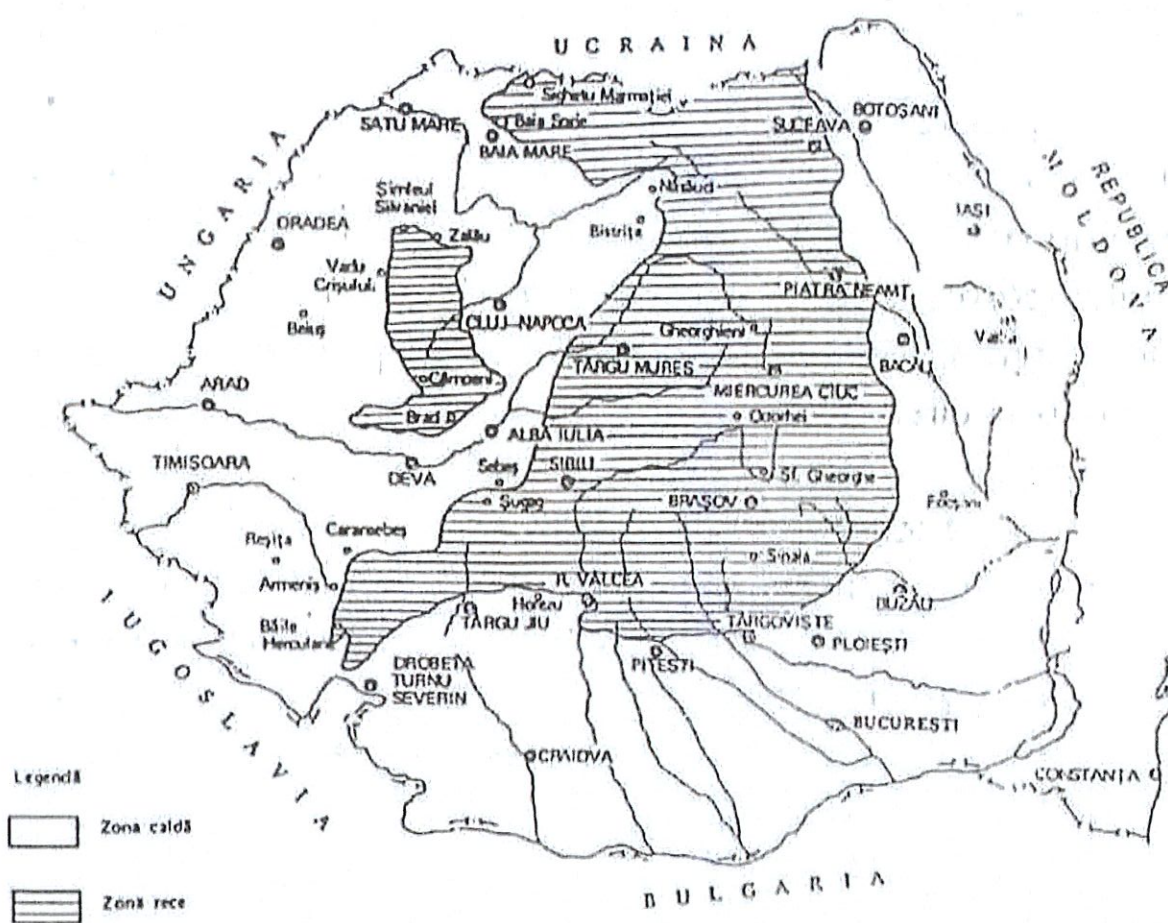 UCRAINA
Sighetu Marmației
SATU MARE
Baia Sprie
BAIA MARE
SUCEAVA
BOTOȘANI
REPUBLICA
MOLDOVA
UNGARIA
Șimleul
Silvaniei
Năsăud
ORADEA
Zalău
Bistrița
IAȘI
Vadu
Crișului
PIATRA NEAMȚ
Beiuș
CLUJ-NAPOCA
Gheorghieni
TÂRGU MUREȘ
BACĂU
ARAD
Câmpeni
MIERCUREA CIUC
Brad
Odorhei
ALBA IULIA
TIMIȘOARA
DEVA
Sebeș
SIBIU
Sf. Gheorghe
Șugag
BRAȘOV
Focșani
Caransebeș
Reșița
Sinaia
Armeniș
R. VÂLCEA
BUZĂU
Horezu
TÂRGU JIU
TÂRGOVIȘTE
Băile
Herculane
PLOIEȘTI
PITEȘTI
DROBETA
TURNU
SEVERIN
IUGOSLAVIA
BUCUREȘTI
CRAIOVA
CONSTANȚA
Legendă
Zona caldă
Zonă rece
BULGARIA